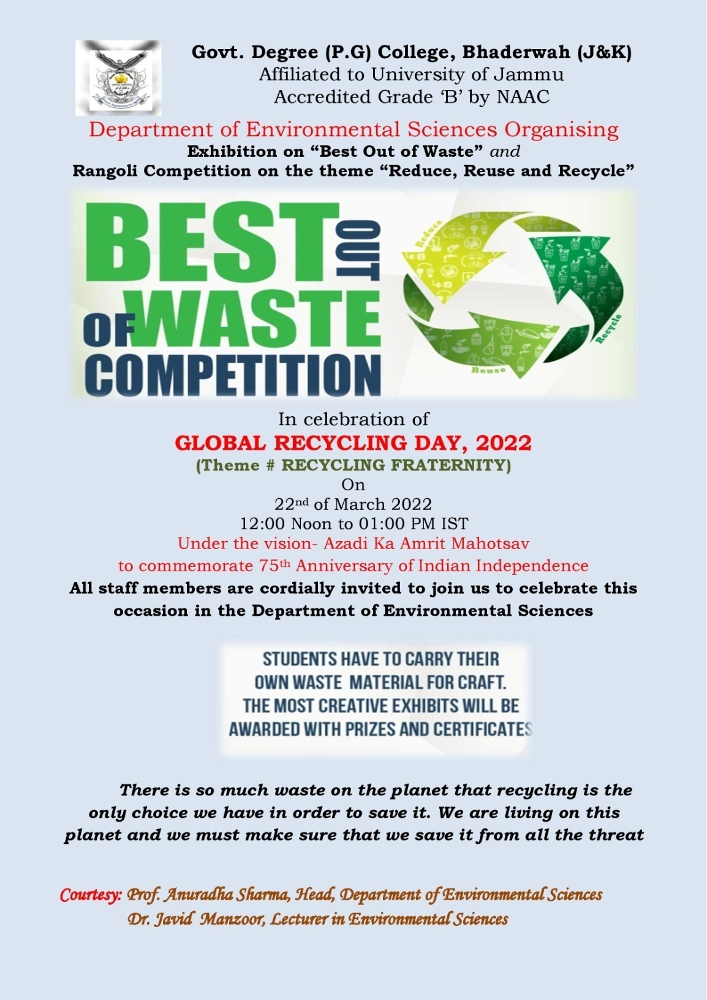 Govt. Degree (P.G) College, Bhaderwah (J&K)
Affiliated to University of Jammu
Accredited Grade ‘B’ by NAAC
Department of Environmental Sciences Organising
Exhibition on “Best Out of Waste” and
Rangoli Competition on the theme “Reduce, Reuse and Recycle”
BEST OUT
OF WASTE
COMPETITION
Reduce
Recycle
Reuse
In celebration of
GLOBAL RECYCLING DAY, 2022
(Theme # RECYCLING FRATERNITY)
On
22nd of March 2022
12:00 Noon to 01:00 PM IST
Under the vision- Azadi Ka Amrit Mahotsav
to commemorate 75th Anniversary of Indian Independence
All staff members are cordially invited to join us to celebrate this
occasion in the Department of Environmental Sciences
STUDENTS HAVE TO CARRY THEIR
OWN WASTE MATERIAL FOR CRAFT.
THE MOST CREATIVE EXHIBITS WILL BE
AWARDED WITH PRIZES AND CERTIFICATES
There is so much waste on the planet that recycling is the
only choice we have in order to save it. We are living on this
planet and we must make sure that we save it from all the threat
Courtesy: Prof. Anuradha Sharma, Head, Department of Environmental Sciences
Dr. Javid Manzoor, Lecturer in Environmental Sciences